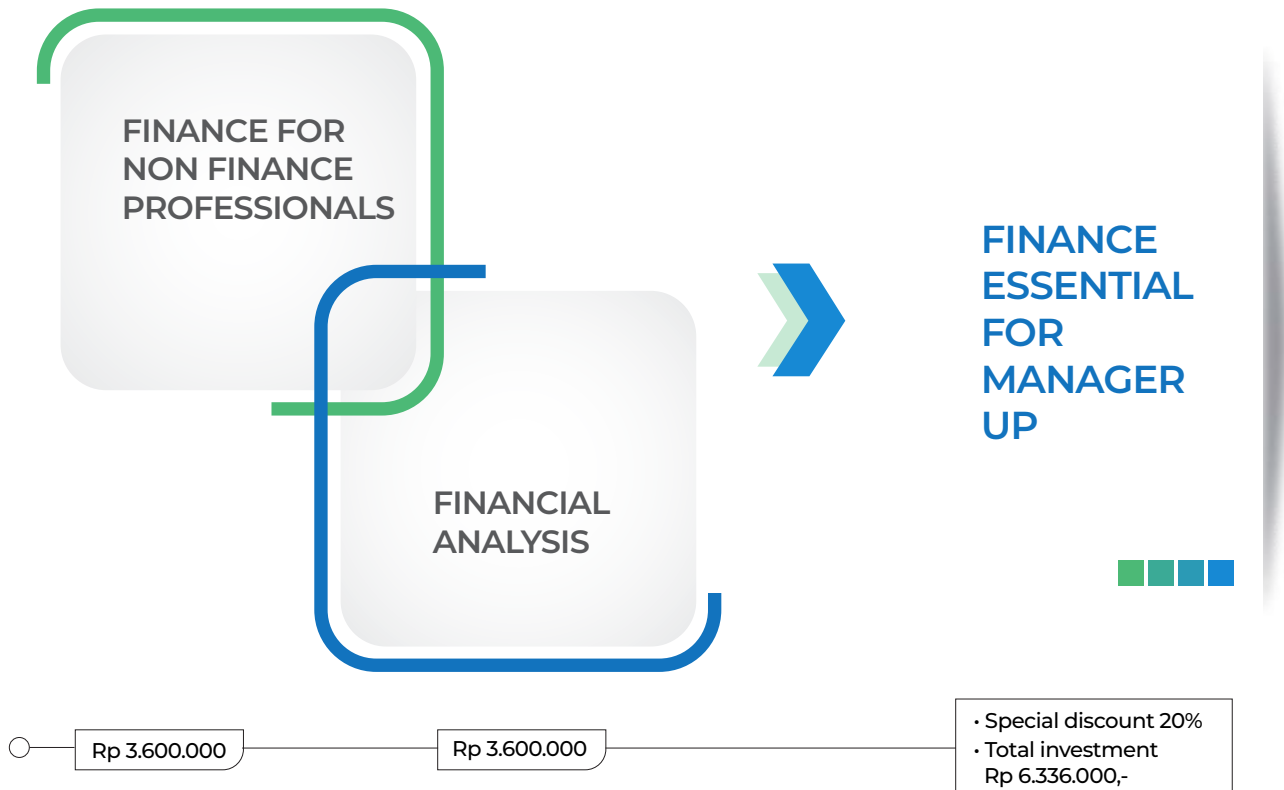 FINANCE FOR
NON FINANCE
PROFESSIONALS
FINANCIAL
ANALYSIS
FINANCE
ESSENTIAL
FOR
MANAGER
UP
Rp 3.600.000
Rp 3.600.000
• Special discount 20%
• Total investment
Rp 6.336.000,-